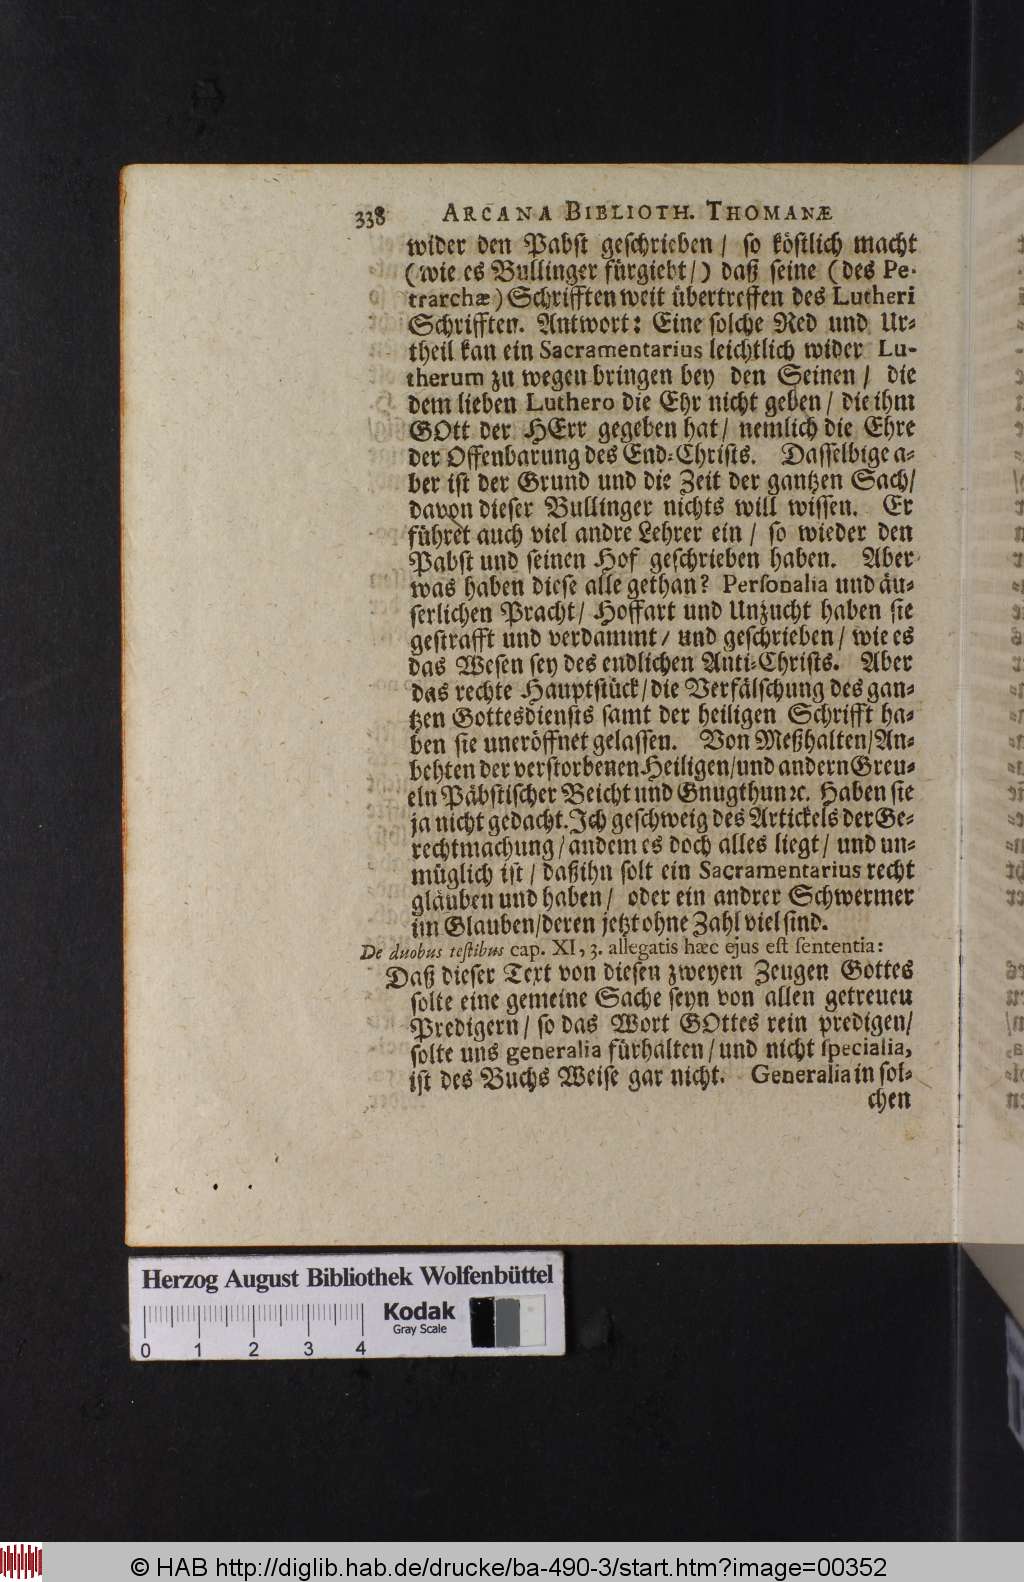 338 ARCANA BIBLIOTH. THOMANÆ
wider den Pabst geschrieben / so köstlich macht
(wie es Bullinger fürgiebt /) daß seine (des Pe-
trarchæ) Schrifften weit übertreffen des Lutheri
Schrifften. Antwort: Eine solche Red und Ur-
theil kan ein Sacramentarius leichtlich wider Lu-
therum zu wegen bringen bey den Seinen / die
dem lieben Luthero die Ehr nicht geben / die ihm
GOtt der HErr gegeben hat / nemlich die Ehre
der Offenbarung des End-Christs. Dasselbige a-
ber ist der Grund und die Zeit der gantzen Sach /
davon dieser Bullinger nichts will wissen. Er
führet auch viel andre Lehrer ein / so wieder den
Pabst und seinen Hof geschrieben haben. Aber
was haben diese alle gethan? Perſonalia und äu-
serlichen Pracht / Hoffart und Unzucht haben sie
gestrafft und verdammt / und geschrieben / wie es
das Wesen sey des endlichen Anti-Christs. Aber
das rechte Hauptstück / die Verfälschung des gan-
tzen Gottesdiensts samt der heiligen Schrifft ha-
ben sie uneröffnet gelassen. Von Meßhalten / An-
behten der verstorbenen Heiligen / und andern Greu-
eln Päbstischer Beicht und Gnugthun ꝛc. Haben sie
ja nicht gedacht. Ich geschweig des Artickels der Ge-
rechtmachung / an dem es doch alles liegt / und un-
müglich ist / daß ihn solt ein Sacramentarius recht
gläuben und haben / oder ein andrer Schwermer
im Glauben / deren jetzt ohne Zahl viel sind.
De duobus teſtibus cap. XI, 3. allegatis hæc ejus eſt ſententia:
Daß dieser Text von diesen zweyen Zeugen Gottes
solte eine gemeine Sache seyn von allen getreuen
Predigern / so das Wort GOttes rein predigen /
solte uns generalia fürhalten / und nicht ſpecialia,
ist des Buchs Weise gar nicht. Generalia in sol-
chen
Herzog August Bibliothek Wolfenbüttel
Kodak
Gray Scale
0 1 2 3 4
© HAB http://diglib.hab.de/drucke/ba-490-3/start.htm?image=00352